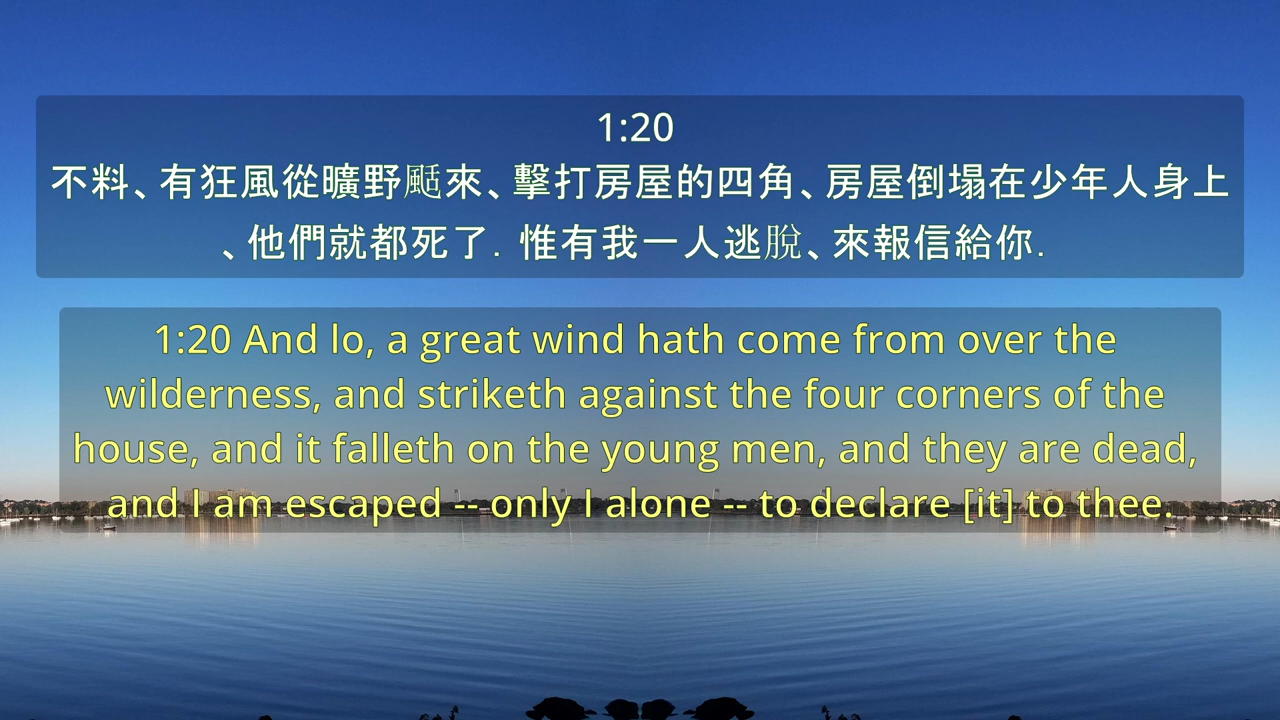 1:20
不料、有狂風從曠野颳來、擊打房屋的四角、房屋倒塌在少年人身上
、他們就都死了. 惟有我一人逃脫、來報信給你.
1:20 And lo, a great wind hath come from over the
wilderness, and striketh against the four corners of the
house, and it falleth on the young men, and they are dead,
and I am escaped -- only I alone -- to declare [it] to thee.